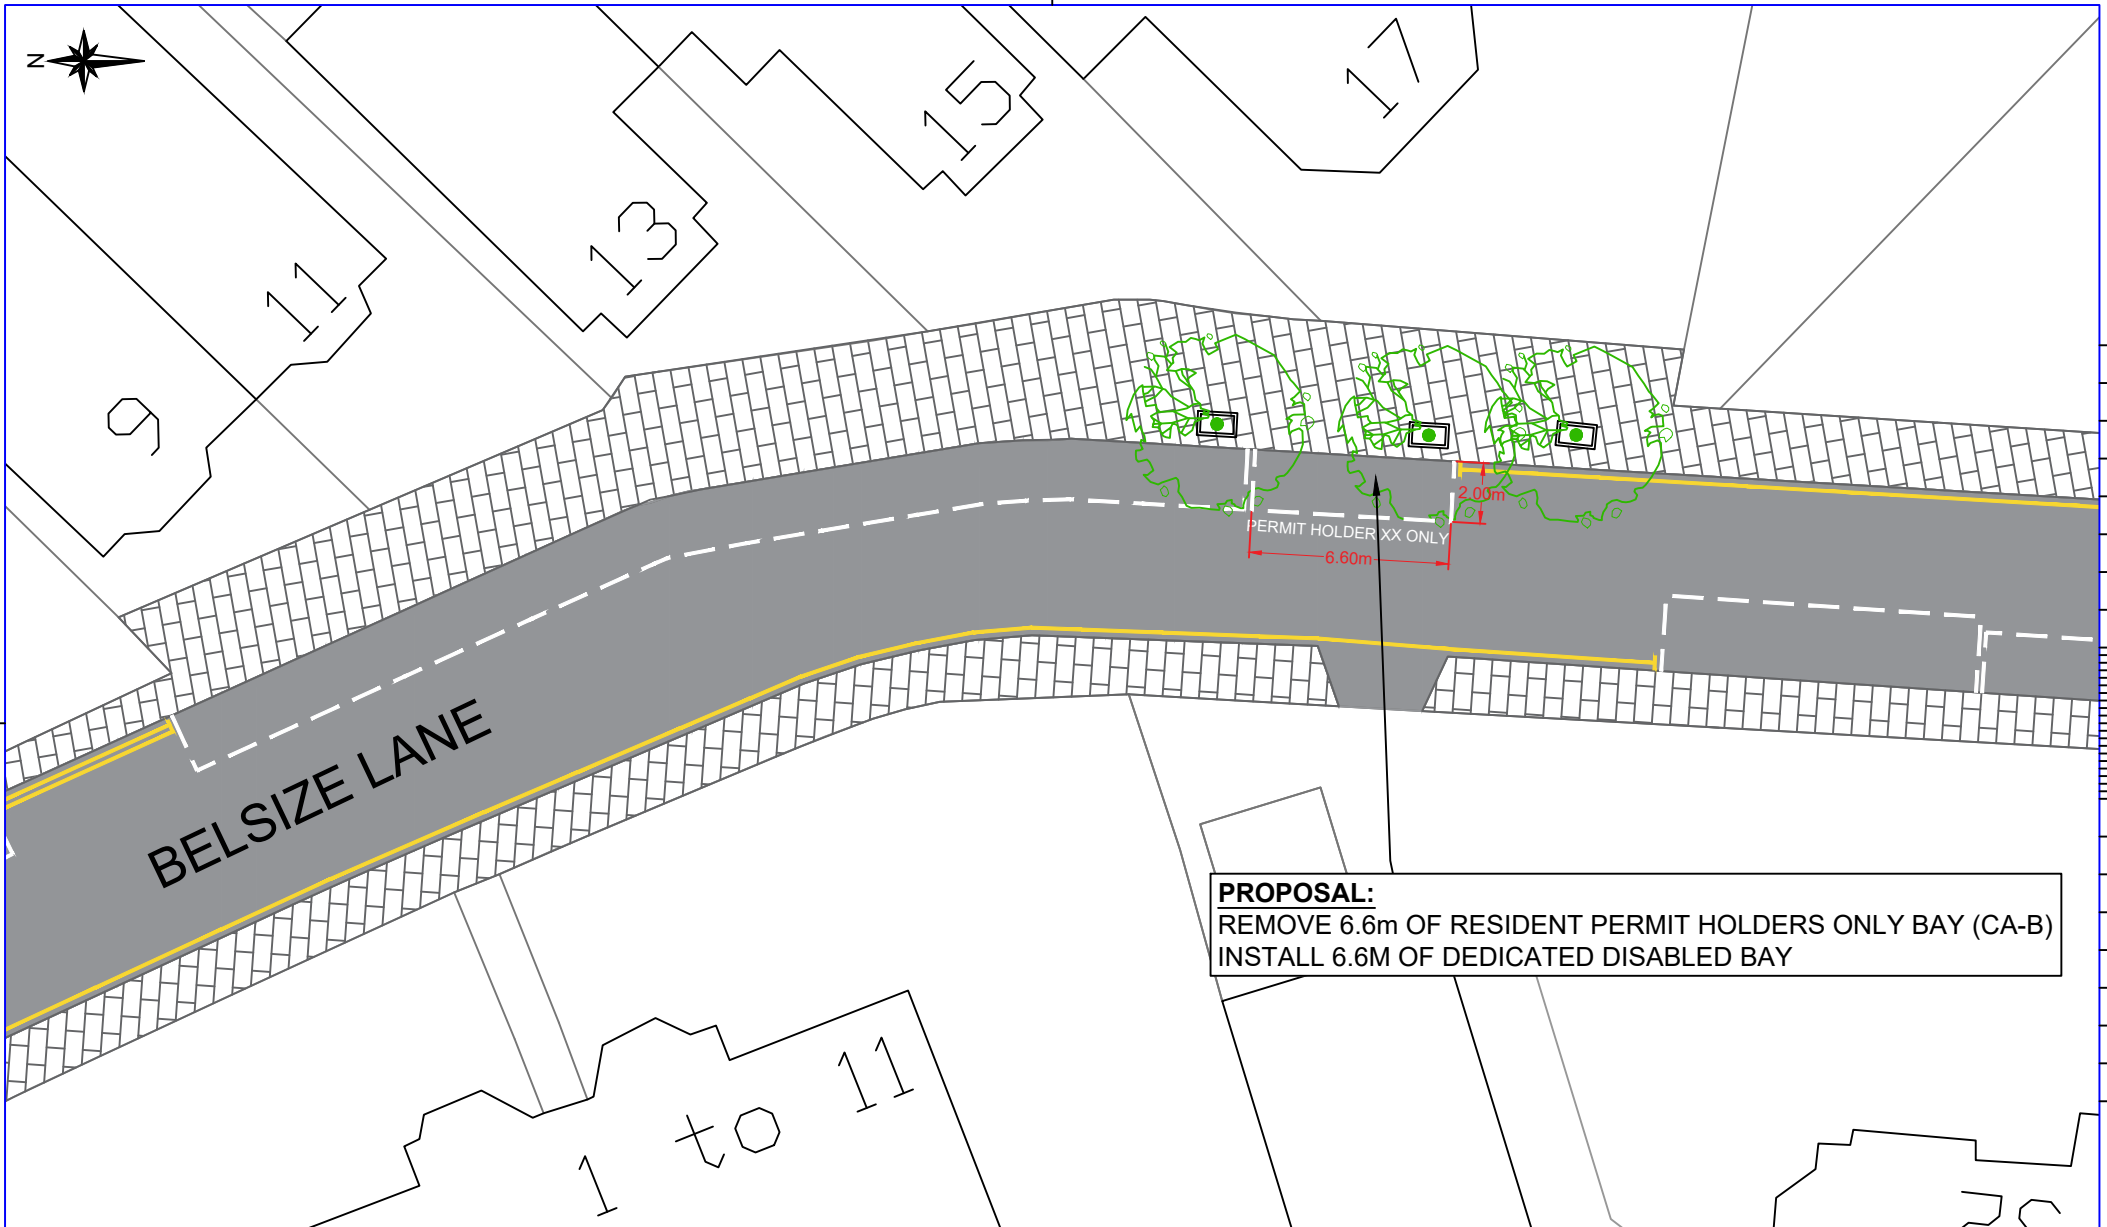 N
17
15
13
11
9
2.00m
PERMIT HOLDER XX ONLY
6.60m
BELSIZE LANE
PROPOSAL:
REMOVE 6.6m OF RESIDENT PERMIT HOLDERS ONLY BAY (CA-B)
INSTALL 6.6M OF DEDICATED DISABLED BAY
1 to 11